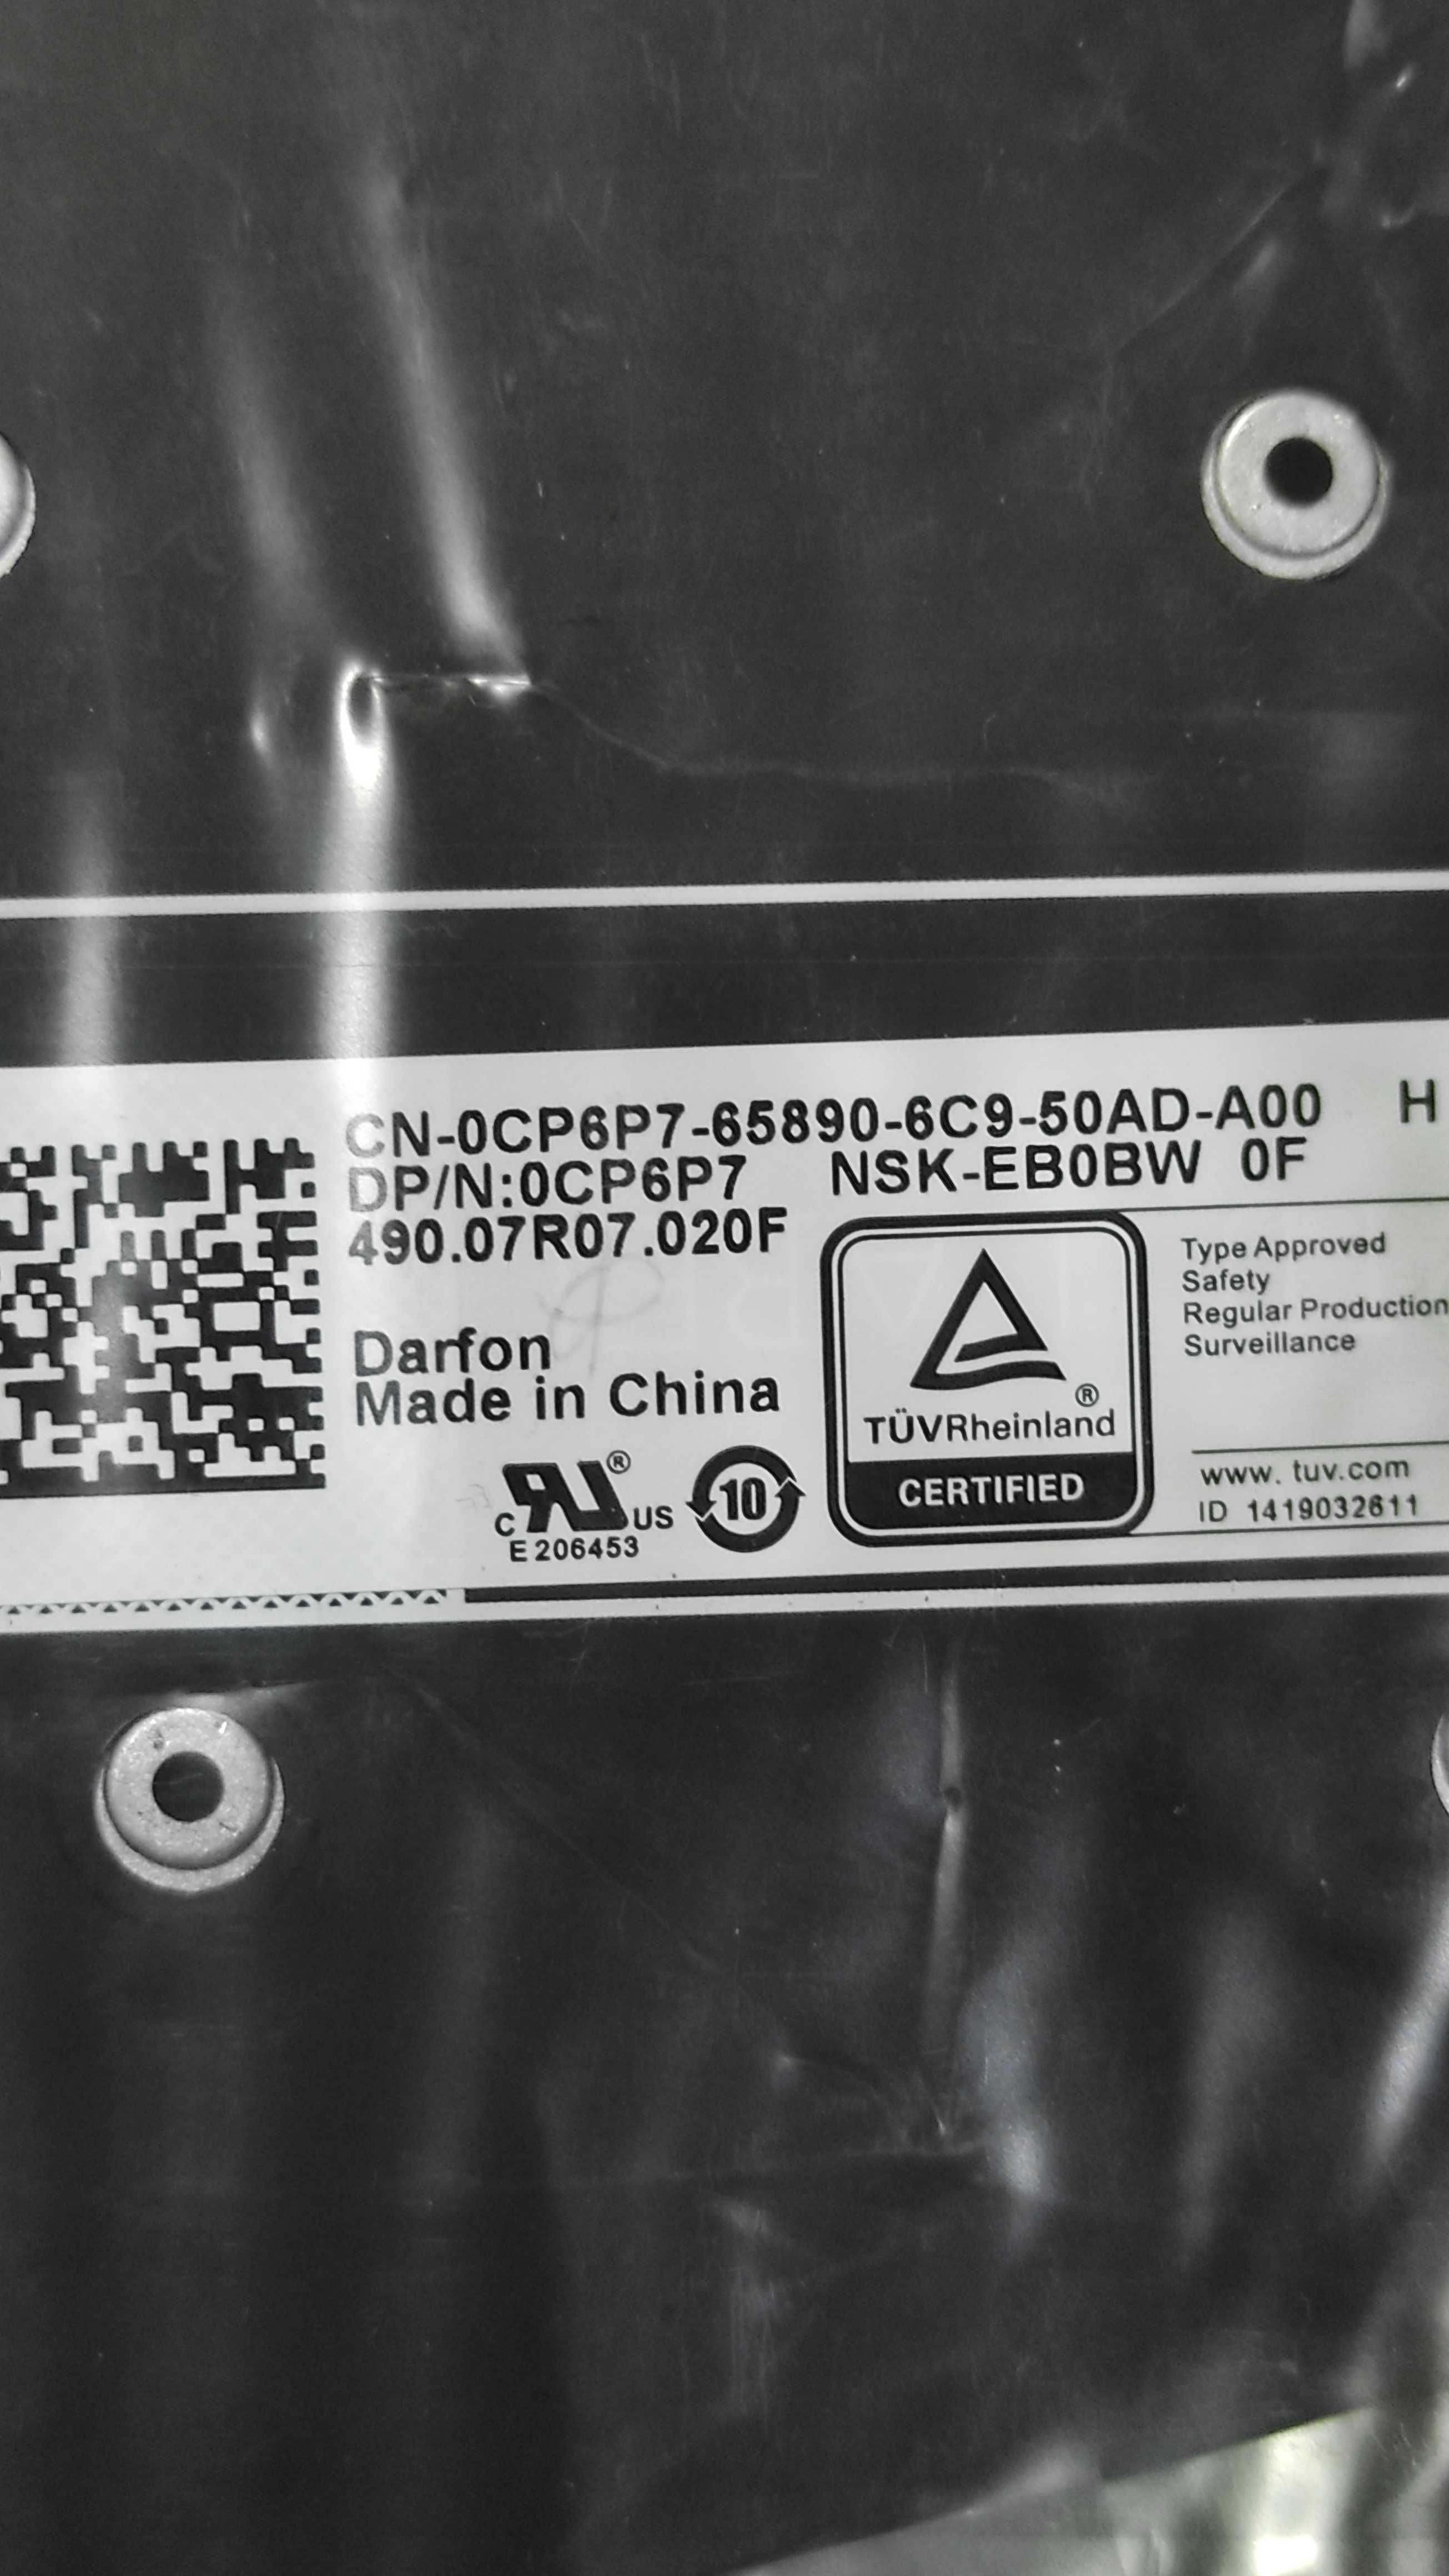 CN-0CP6P7-65890-6C9-50AD-A00 H
DP/N:0CP6P7 NSK-EB0BW 0F
490.07R07.020F
Darfon
Made in China
c RU ® US
E206453
10
®
TÜVRheinland
CERTIFIED
Type Approved
Safety
Regular Production
Surveillance
www. tuv.com
ID 1419032611